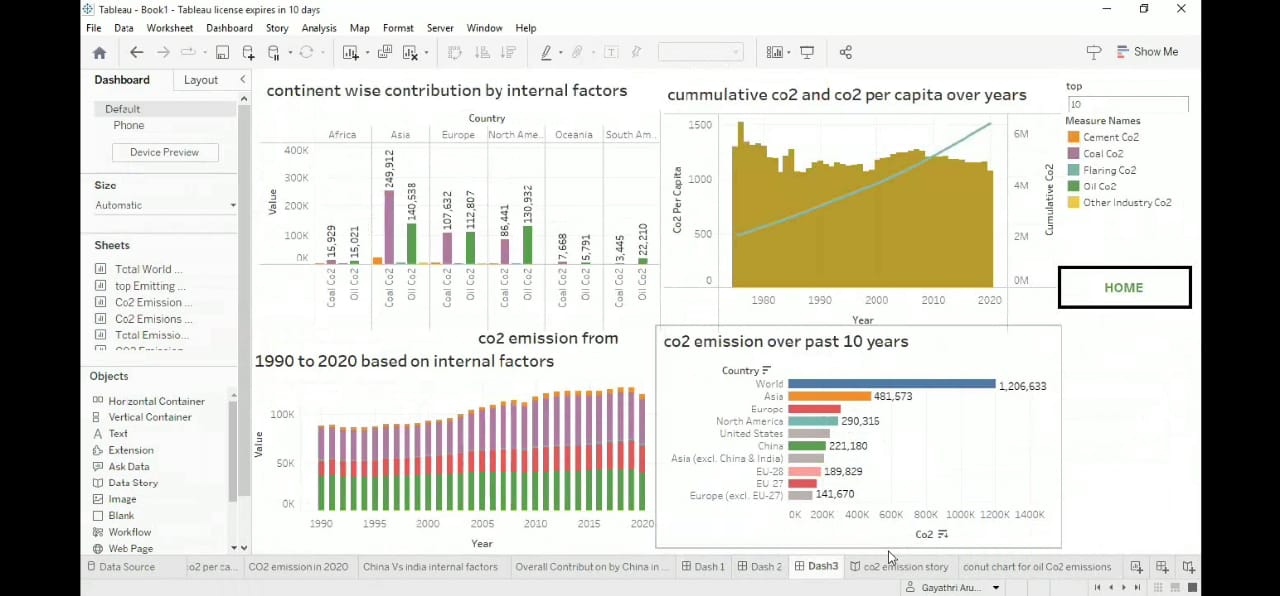 Tableau - Book1 - Tableau license expires in 10 days
File Data Worksheet Dashboard Story Analysis Map Format Server Window Help
Show Me
Dashboard Layout
Default
Phone
Device Preview
Size
Automatic
Sheets
Tctal World ...
top Emitting ...
Co2 Emission ...
Co2 Emisions ...
Tctal Emissio...
Objects
Horizontal Container
Vertical Container
Text
Extension
Ask Data
Data Story
Image
Blank
Workflow
Web Page
continent wise contribution by internal factors
Country
Africa Asia Europe North Ame.. Oceania South Am..
400K
300K
200K
100K
0K
Value
15,929 15,021 249,912 140,538 107,632 112,807 86,441 130,932 7,668 5,791 3,445 22,210
Coal Co2 Oil Co2 Coal Co2 Oil Co2 Coal Co2 Oil Co2 Coal Co2 Oil Co2 Coal Co2 Oil Co2 Coal Co2 Oil Co2
cummulative co2 and co2 per capita over years
1500
1000
500
0
Co2 Per Capita
6M
4M
2M
0M
Cumulative Co2
1980 1990 2000 2010 2020
Year
top
10
Measure Names
Cement Co2
Coal Co2
Flaring Co2
Oil Co2
Other Industry Co2
HOME
co2 emission from
1990 to 2020 based on internal factors
100K
50K
0K
Value
1990 1995 2000 2005 2010 2015 2020
Year
co2 emission over past 10 years
Country
World 1,206,633
Asia 481,573
Europe
North America 290,315
United States
China 221,180
Asia (excl. China & India)
EU-28 189,829
EU-27
Europe (excl. EU-27) 141,670
0K 200K 400K 600K 800K 1000K 1200K 1400K
Co2
Data Source
CO2 emission in 2020 China Vs india internal factors Overall Contribution by China in ... Dash 1 Dash 2 Dash3 co2 emission story conut chart for oil Co2 emissions
Gayathri Aru...